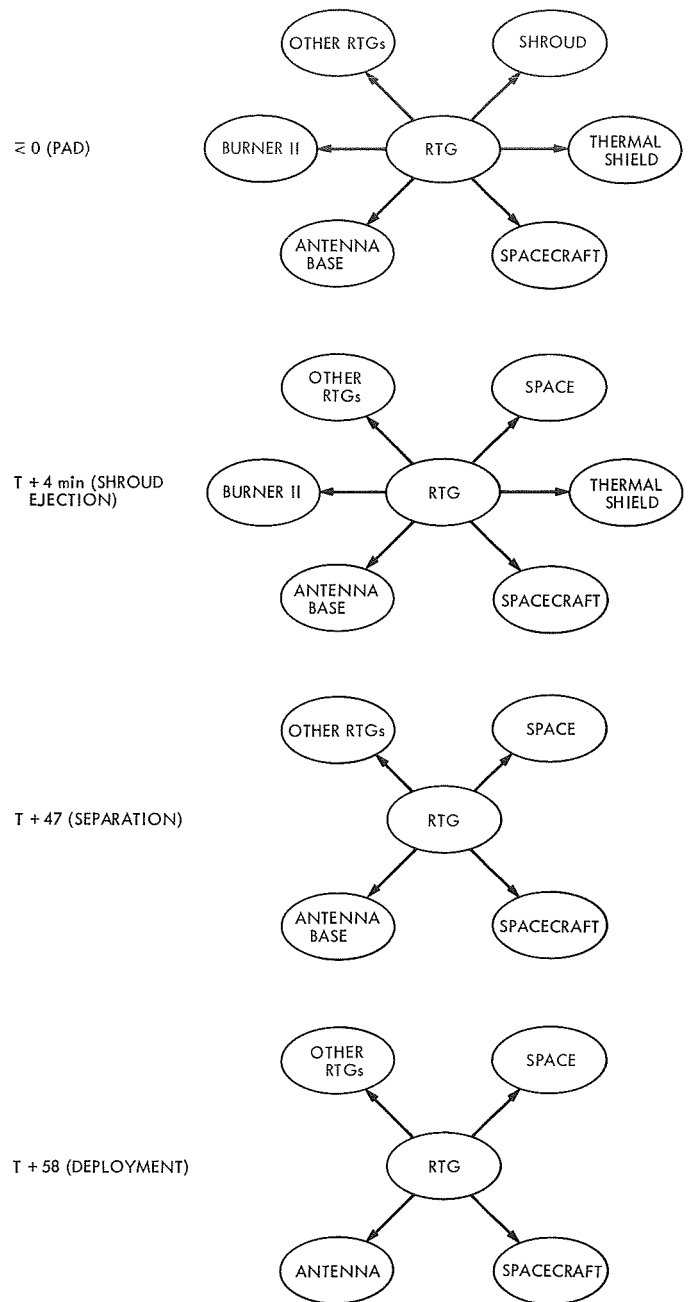 OTHER RTGs
SHROUD
≂ 0 (PAD)
BURNER II
RTG
THERMAL
SHIELD
ANTENNA
BASE
SPACECRAFT
OTHER
RTGs
SPACE
T + 4 min (SHROUD
EJECTION)
BURNER II
RTG
THERMAL
SHIELD
ANTENNA
BASE
SPACECRAFT
OTHER RTGs
SPACE
T + 47 (SEPARATION)
RTG
ANTENNA
BASE
SPACECRAFT
OTHER
RTGs
SPACE
T + 58 (DEPLOYMENT)
RTG
ANTENNA
SPACECRAFT